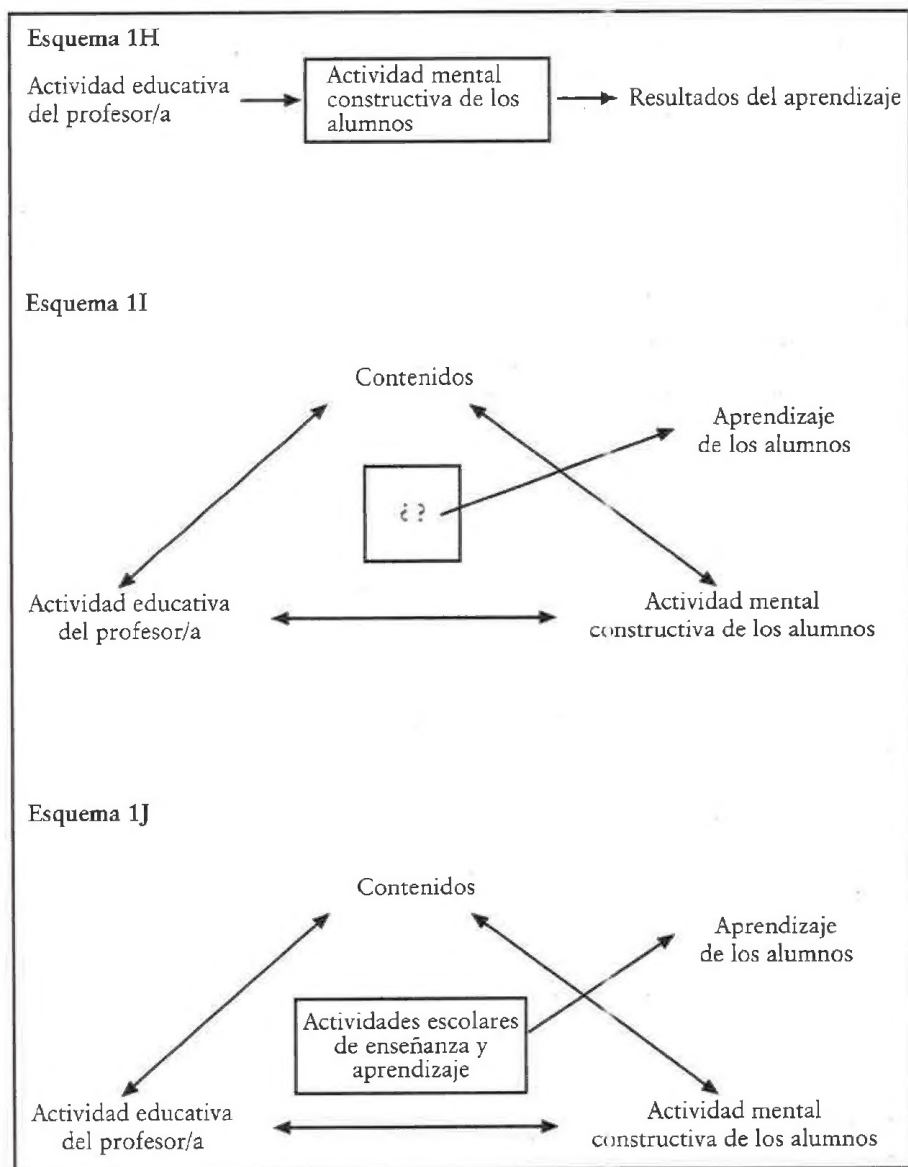 Esquema 1H
Actividad educativa
del profesor/a
Actividad mental
constructiva de los
alumnos
Resultados del aprendizaje
Esquema 1I
Contenidos
Aprendizaje
de los alumnos
¿?
Actividad educativa
del profesor/a
Actividad mental
constructiva de los alumnos
Esquema 1J
Contenidos
Aprendizaje
de los alumnos
Actividades escolares
de enseñanza y
aprendizaje
Actividad educativa
del profesor/a
Actividad mental
constructiva de los alumnos